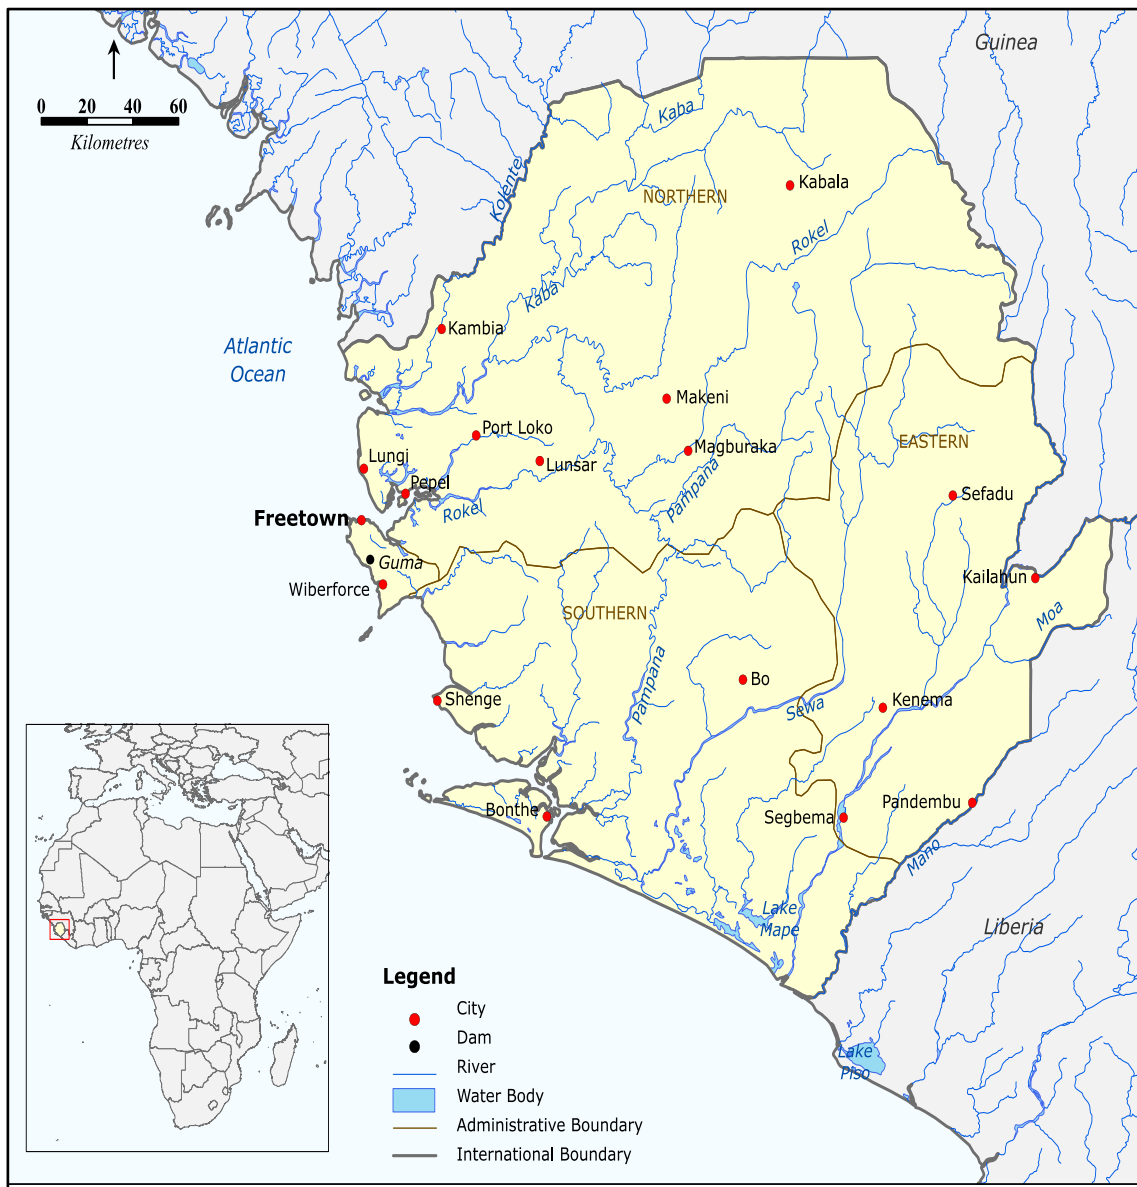 Guinea
0 20 40 60
Kilometres
Kaba
Kolente
NORTHERN
Kabala
Rokel
Kaba
Kambia
Atlantic
Ocean
Makeni
Port Loko
Magburaka
EASTERN
Lungi
Lunsar
Pepel
Sefadu
Pampana
Rokel
Freetown
Guma
Kailahun
Wiberforce
SOUTHERN
Moa
Pampana
Bo
Shenge
Sewa
Kenema
Bonthe
Segbema
Pandembu
Mano
Lake
Mape
Liberia
Legend
City
Dam
River
Water Body
Administrative Boundary
International Boundary
Lake
Piso